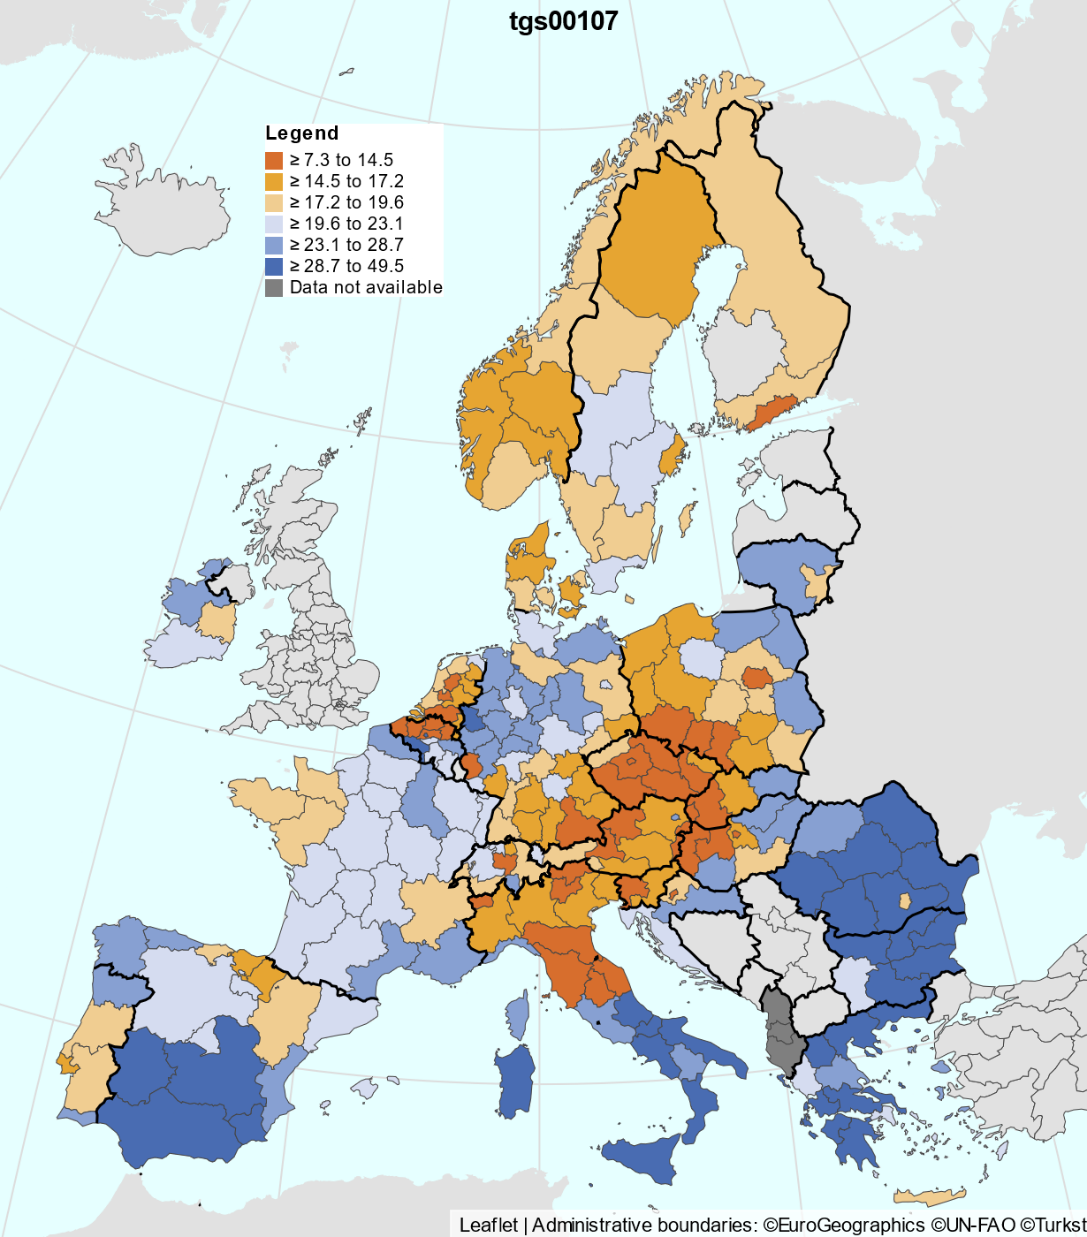 tgs00107
Legend
≥ 7.3 to 14.5
≥ 14.5 to 17.2
≥ 17.2 to 19.6
≥ 19.6 to 23.1
≥ 23.1 to 28.7
≥ 28.7 to 49.5
Data not available
Leaflet | Administrative boundaries: ©EuroGeographics ©UN-FAO ©Turkst